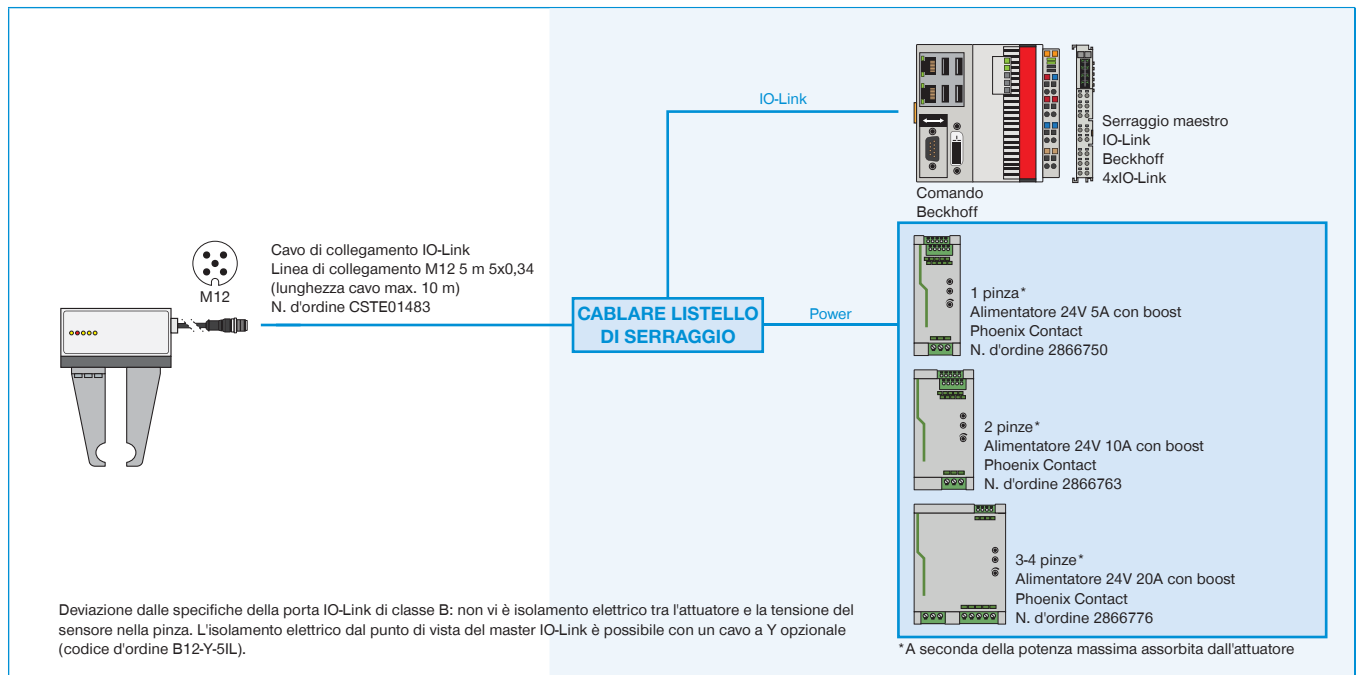 IO-Link
Serraggio maestro
IO-Link
Beckhoff
4xIO-Link
Comando
Beckhoff
M12
Cavo di collegamento IO-Link
Linea di collegamento M12 5 m 5x0,34
(lunghezza cavo max. 10 m)
N. d'ordine CSTE01483
CABLARE LISTELLO
DI SERRAGGIO
Power
1 pinza*
Alimentatore 24V 5A con boost
Phoenix Contact
N. d'ordine 2866750
2 pinze*
Alimentatore 24V 10A con boost
Phoenix Contact
N. d'ordine 2866763
3-4 pinze*
Alimentatore 24V 20A con boost
Phoenix Contact
N. d'ordine 2866776
Deviazione dalle specifiche della porta IO-Link di classe B: non vi è isolamento elettrico tra l'attuatore e la tensione del
sensore nella pinza. L'isolamento elettrico dal punto di vista del master IO-Link è possibile con un cavo a Y opzionale
(codice d'ordine B12-Y-5IL).
*A seconda della potenza massima assorbita dall'attuatore